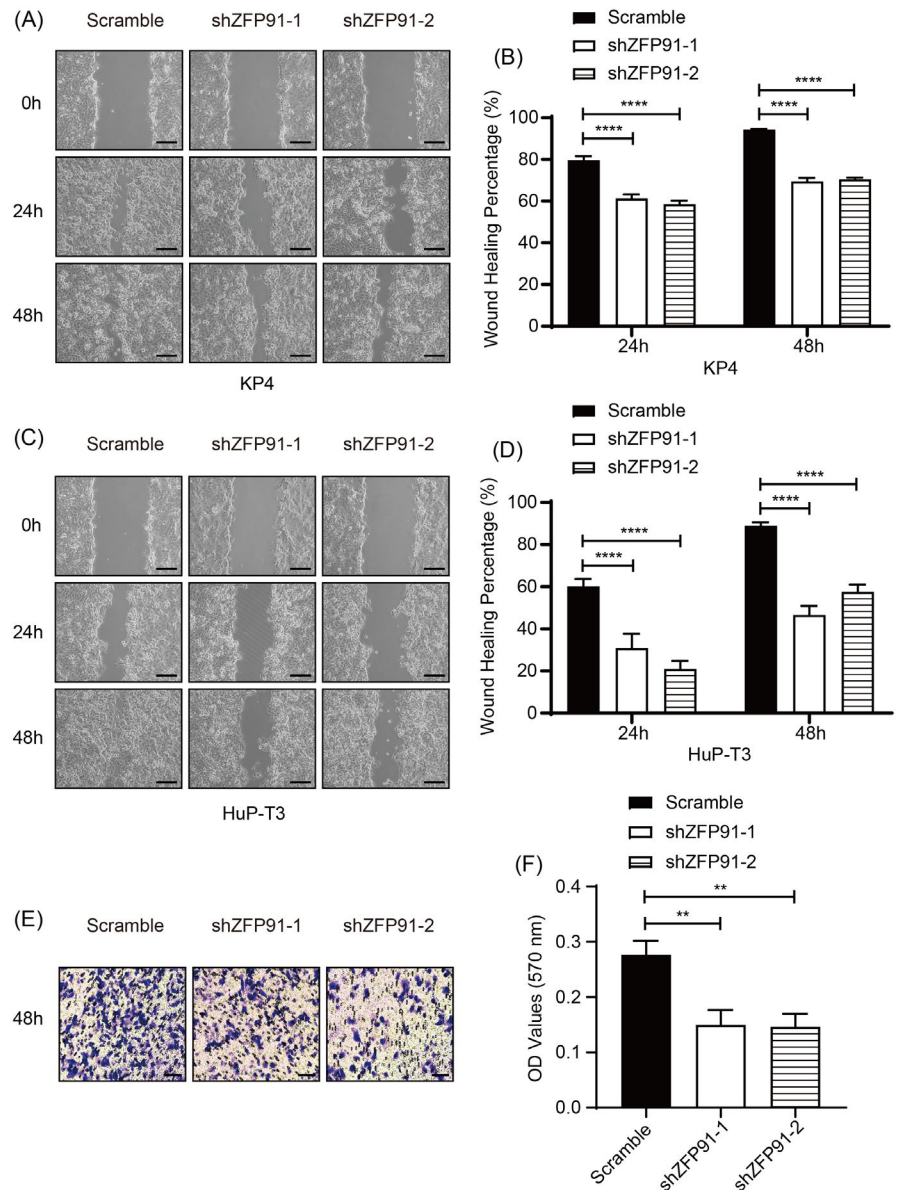 (A)
Scramble shZFP91-1 shZFP91-2
0h
24h
48h
KP4
(B)
Scramble
shZFP91-1
shZFP91-2
Wound Healing Percentage (%)
100
80
60
40
20
0
**** ****
**** ****
24h 48h
KP4
(C)
Scramble shZFP91-1 shZFP91-2
0h
24h
48h
HuP-T3
(D)
Scramble
shZFP91-1
shZFP91-2
Wound Healing Percentage (%)
100
80
60
40
20
0
**** ****
**** ****
24h 48h
HuP-T3
(E)
Scramble shZFP91-1 shZFP91-2
48h
(F)
Scramble
shZFP91-1
shZFP91-2
OD Values (570 nm)
0.4
0.3
0.2
0.1
0.0
**
**
Scramble
shZFP91-1
shZFP91-2